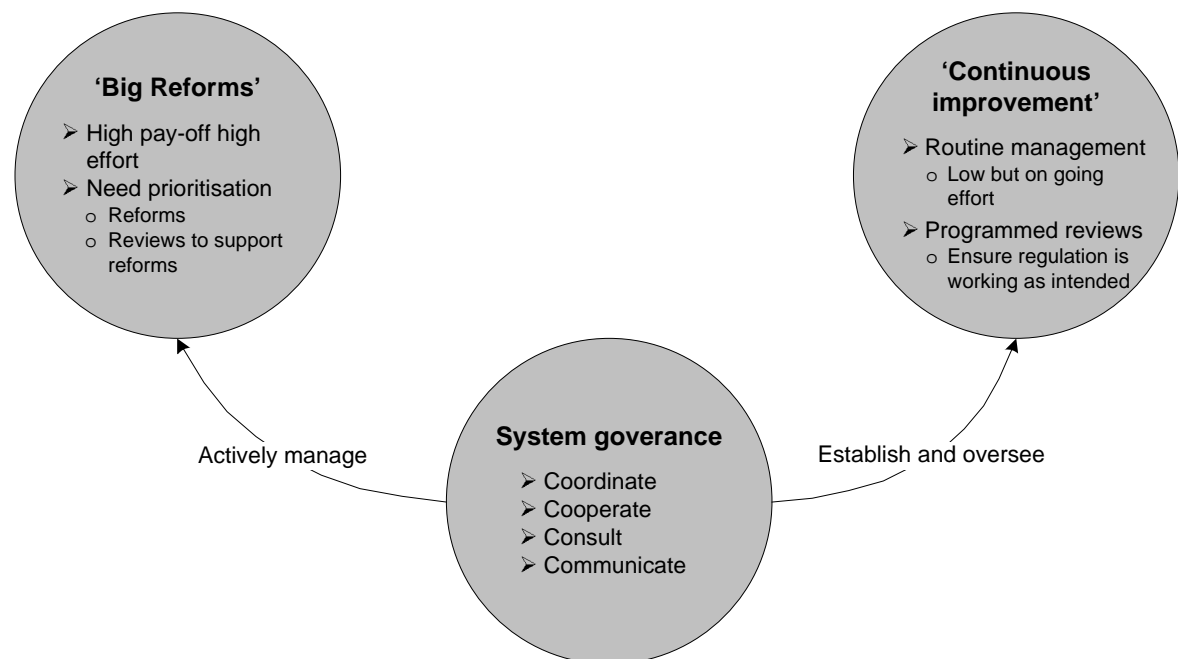 ‘Big Reforms’
➢ High pay-off high
effort
➢ Need prioritisation
o Reforms
o Reviews to support
reforms
‘Continuous
improvement’
➢ Routine management
o Low but on going
effort
➢ Programmed reviews
o Ensure regulation is
working as intended
Actively manage
Establish and oversee
System goverance
➢ Coordinate
➢ Cooperate
➢ Consult
➢ Communicate